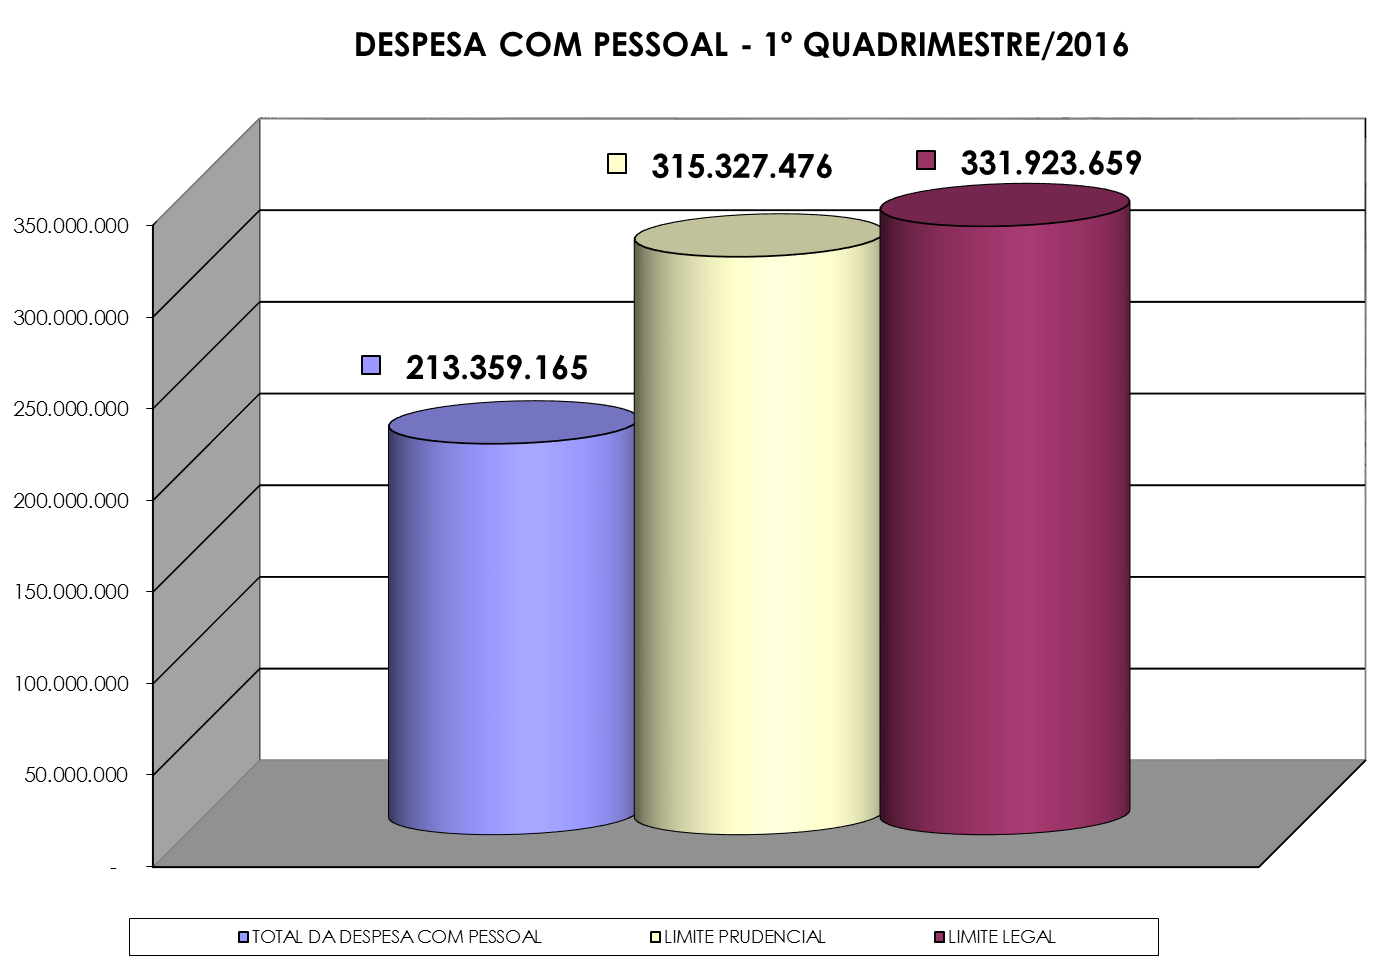 DESPESA COM PESSOAL - 1º QUADRIMESTRE/2016
315.327.476
331.923.659
213.359.165
350.000.000
300.000.000
250.000.000
200.000.000
150.000.000
100.000.000
50.000.000
-
TOTAL DA DESPESA COM PESSOAL
LIMITE PRUDENCIAL
LIMITE LEGAL